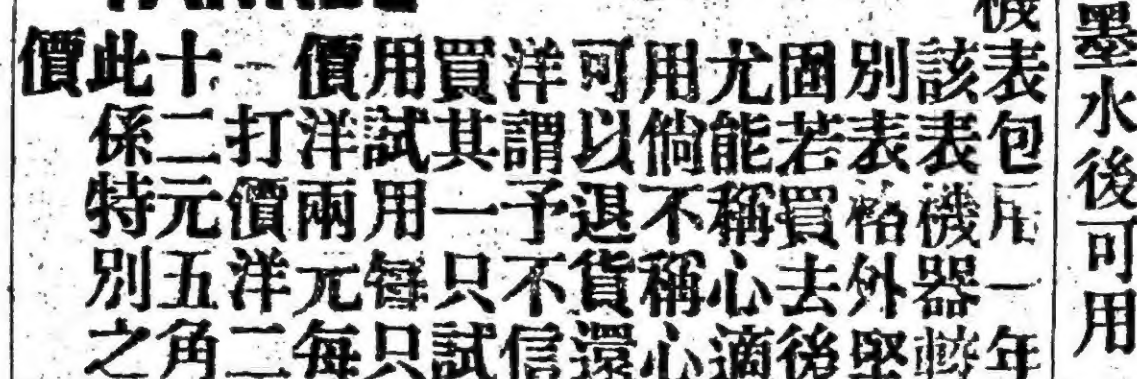 墨水後可用
機表包用一年
該表機器較
別表格外堅
固若買去後
尤能稱心適
用倘不稱心
可以退貨還
洋謂予不信
買其一只試
用試用每只
價洋兩元每
一打價洋二
十二元五角
此係特別之
價